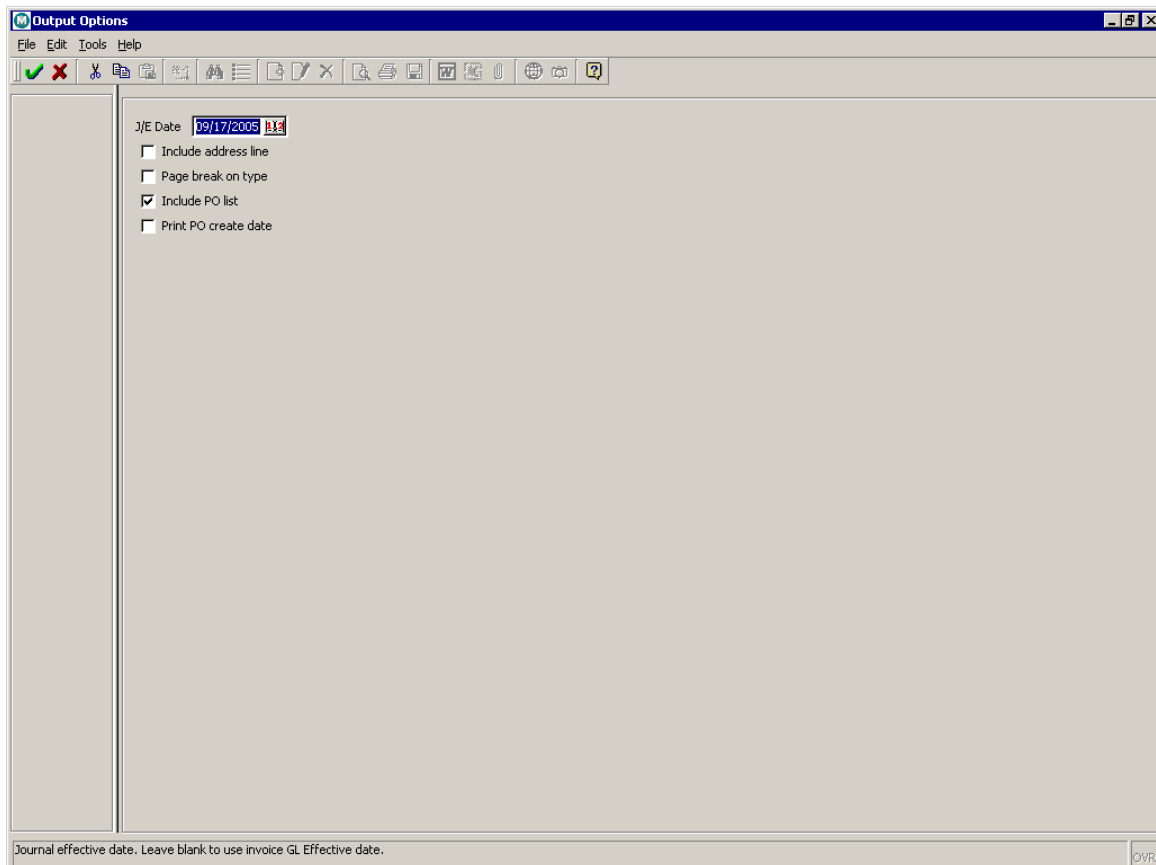 Output Options
File Edit Tools Help
J/E Date 09/17/2005
Include address line
Page break on type
Include PO list
Print PO create date
Journal effective date. Leave blank to use invoice GL Effective date.
OVR